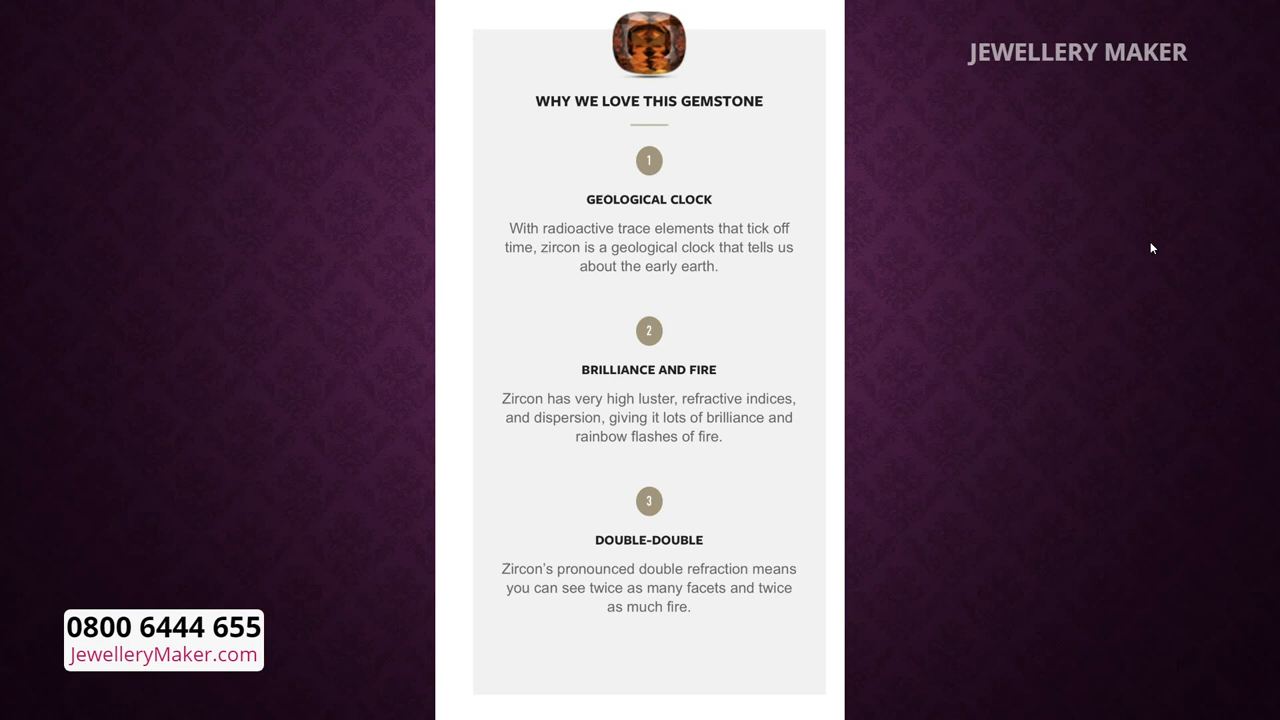 JEWELLERY MAKER
WHY WE LOVE THIS GEMSTONE
1
GEOLOGICAL CLOCK
With radioactive trace elements that tick off
time, zircon is a geological clock that tells us
about the early earth.
2
BRILLIANCE AND FIRE
Zircon has very high luster, refractive indices,
and dispersion, giving it lots of brilliance and
rainbow flashes of fire.
3
DOUBLE-DOUBLE
Zircon’s pronounced double refraction means
you can see twice as many facets and twice
as much fire.
0800 6444 655
JewelleryMaker.com